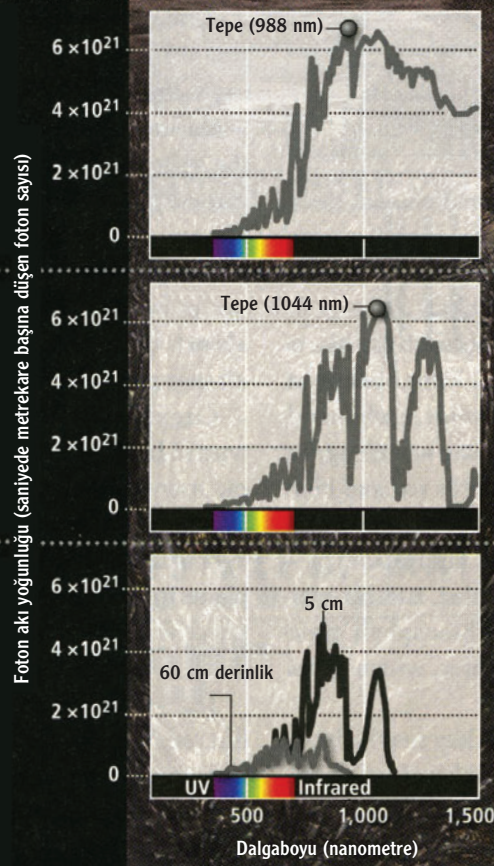 Foton akı yoğunluğu (saniyede metrekare başına düşen foton sayısı)
Tepe (988 nm)
6 ×10²¹
4 ×10²¹
2 ×10²¹
0
Tepe (1044 nm)
6 ×10²¹
4 ×10²¹
2 ×10²¹
0
6 ×10²¹
5 cm
4 ×10²¹
60 cm derinlik
2 ×10²¹
0
UV Infrared
500 1,000 1,500
Dalgaboyu (nanometre)